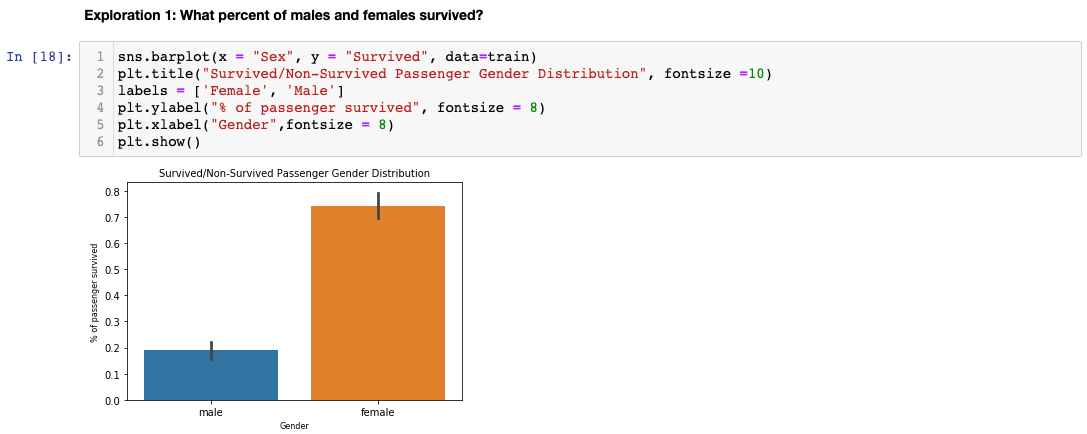 Exploration 1: What percent of males and females survived?
In [18]:
1 sns.barplot(x = "Sex", y = "Survived", data=train)
2 plt.title("Survived/Non-Survived Passenger Gender Distribution", fontsize =10)
3 labels = ['Female', 'Male']
4 plt.ylabel("% of passenger survived", fontsize = 8)
5 plt.xlabel("Gender",fontsize = 8)
6 plt.show()
Survived/Non-Survived Passenger Gender Distribution
% of passenger survived
0.8
0.7
0.6
0.5
0.4
0.3
0.2
0.1
0.0
male female
Gender